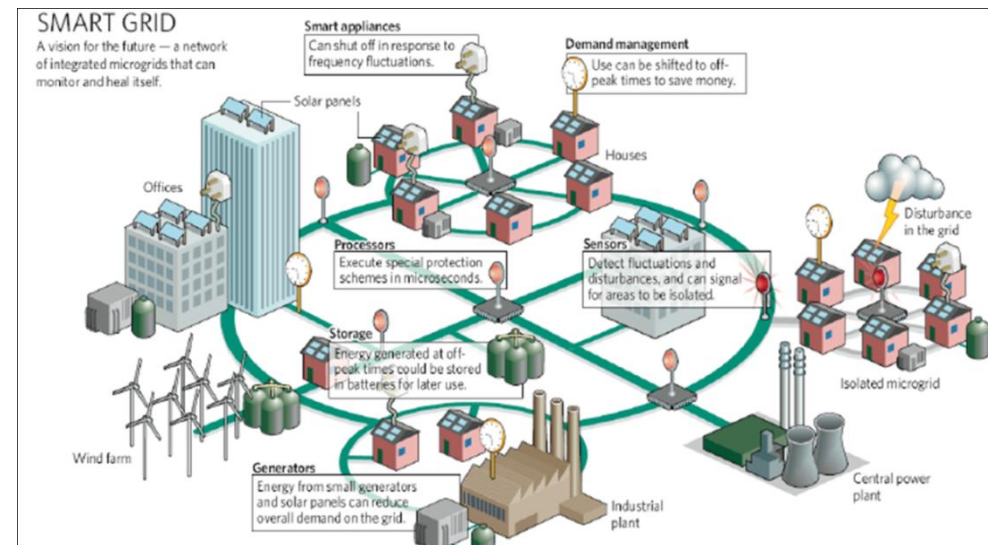 SMART GRID
A vision for the future — a network
of integrated microgrids that can
monitor and heal itself.
Smart appliances
Can shut off in response to
frequency fluctuations.
Demand management
Use can be shifted to off-
peak times to save money.
Solar panels
Houses
Offices
Disturbance
in the grid
Processors
Execute special protection
schemes in microseconds.
Sensors
Detect fluctuations and
disturbances, and can signal
for areas to be isolated.
Storage
Energy generated at off-
peak times could be stored
in batteries for later use.
Isolated microgrid
Wind farm
Generators
Energy from small generators
and solar panels can reduce
overall demand on the grid.
Industrial
plant
Central power
plant